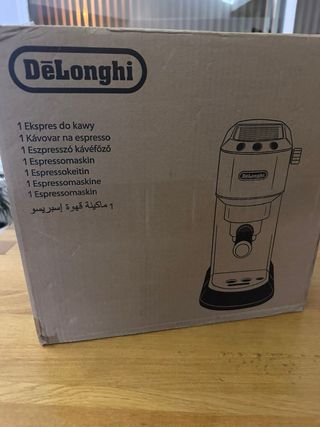 DēLonghi
1 Ekspres do kawy
1 Kávovar na espresso
1 Eszpresszó kávéfőző
1 Espressomaskin
1 Espressokeitin
1 Espressomaskine
1 Espressomaskin
1 ماكينة قهوة إسبريسو
DēLonghi